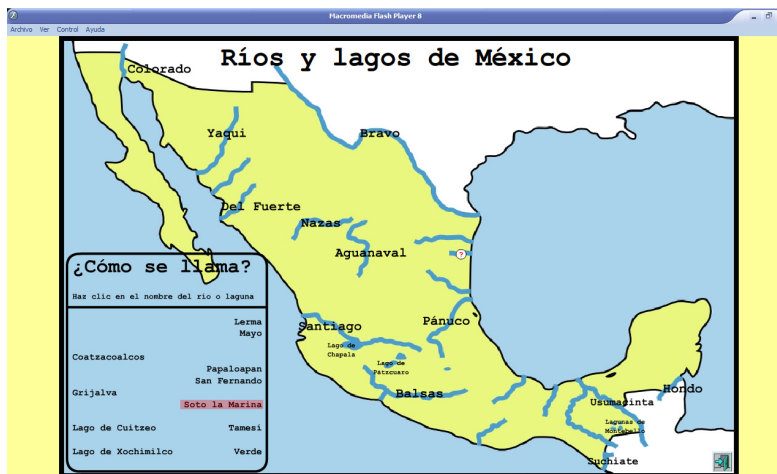 Macromedia Flash Player 8
Archivo Ver Control Ayuda
Ríos y lagos de México
Colorado
Yaqui
Bravo
Del Fuerte
Nazas
Aguanaval
?
¿Cómo se llama?
Haz clic en el nombre del río o laguna
Lerma
Mayo
Coatzacoalcos
Papaloapan
San Fernando
Grijalva
Soto la Marina
Lago de Cuitzeo
Tamesi
Lago de Xochimilco
Verde
Santiago
Pánuco
Lago de
Chapala
Lago de
Pátzcuaro
Balsas
Hondo
Usumacinta
Lagunas de
Montebello
Suchiate